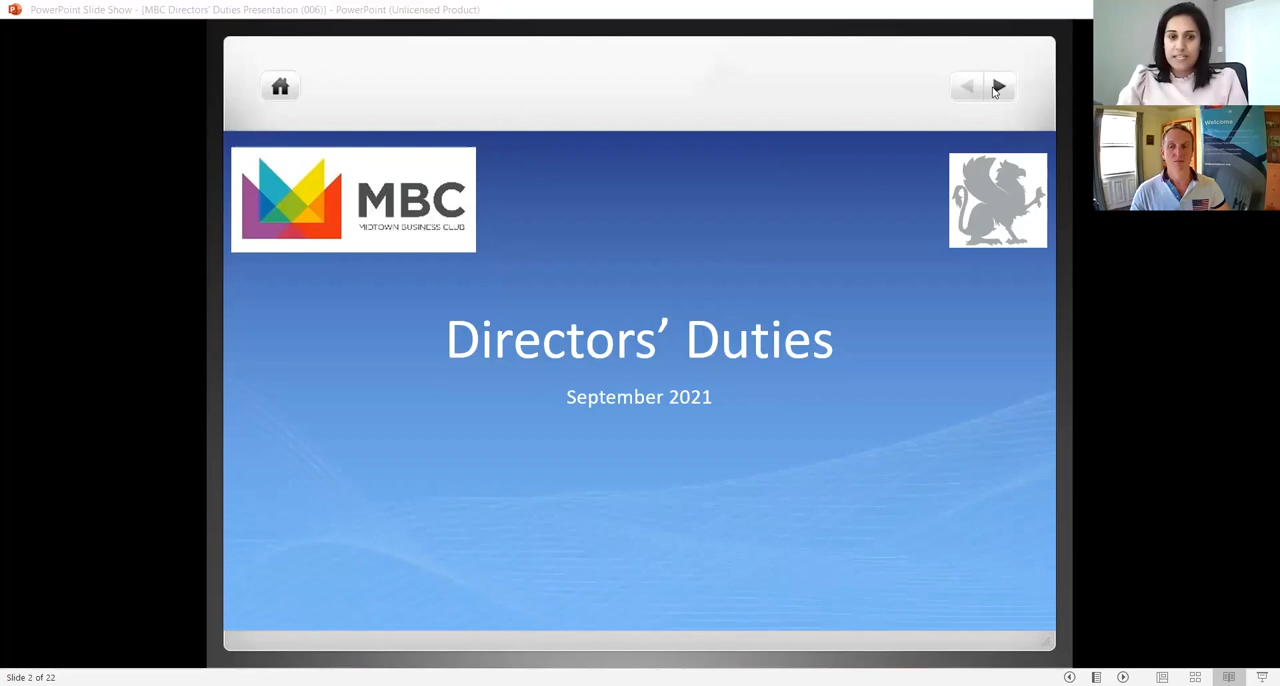 PowerPoint Slide Show - [MBC Directors' Duties Presentation (006)] - PowerPoint (Unlicensed Product)
MBC
MIDTOWN BUSINESS CLUB
Welcome
Directors’ Duties
September 2021
Slide 2 of 22